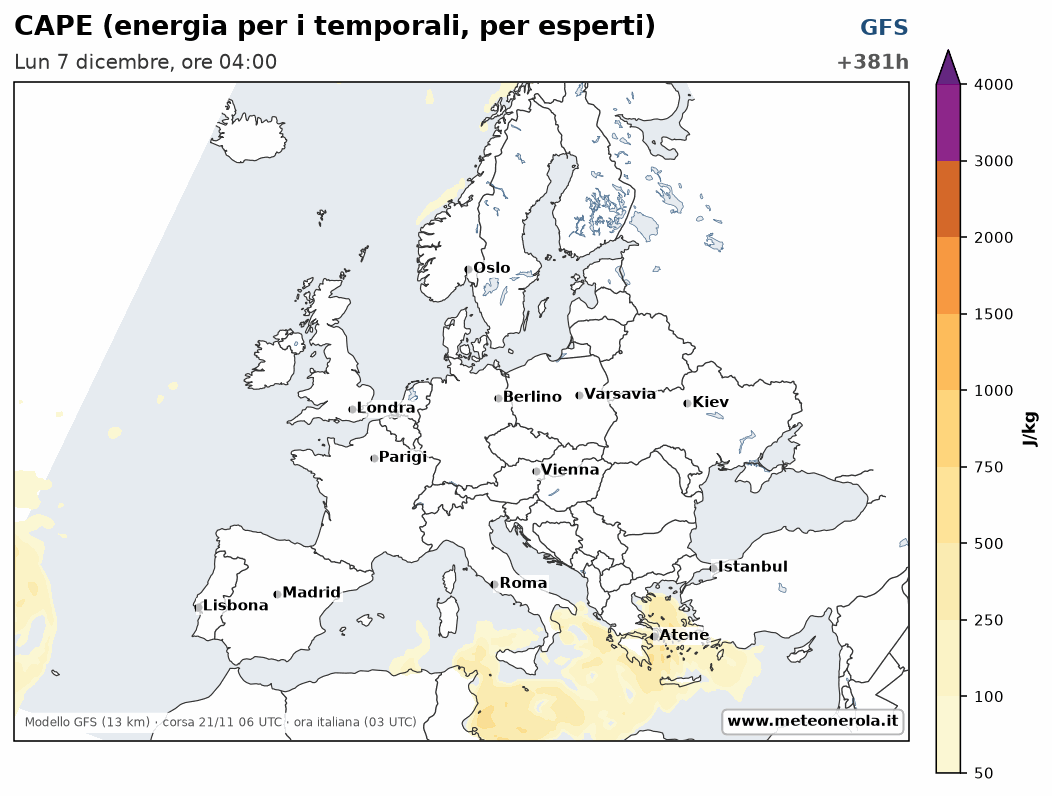 CAPE (energia per i temporali, per esperti)
GFS
Lun 7 dicembre, ore 04:00
+381h
4000
3000
2000
1500
1000
750
500
250
100
50
J/kg
Oslo
Berlino
Varsavia
Kiev
Londra
Parigi
Vienna
Istanbul
Roma
Madrid
Lisbona
Atene
Modello GFS (13 km) · corsa 21/11 06 UTC · ora italiana (03 UTC)
www.meteonerola.it